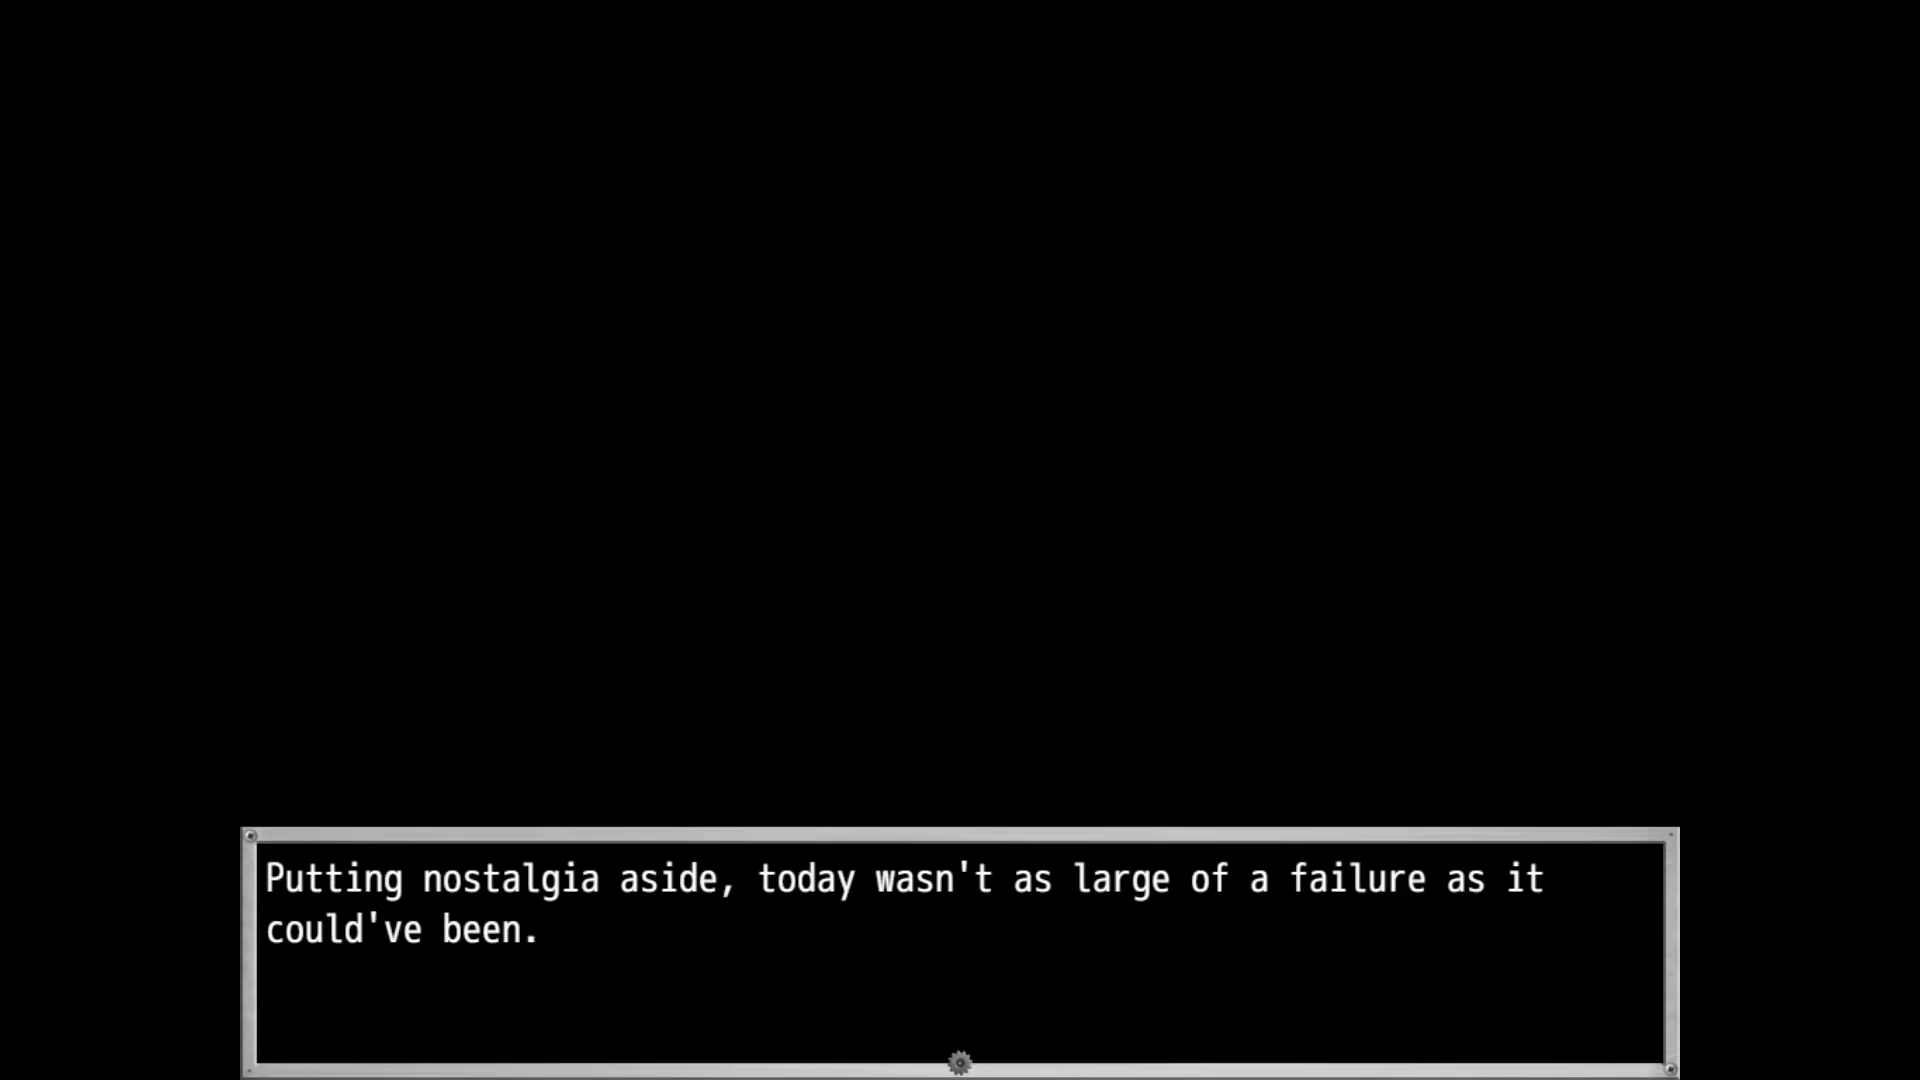 Putting nostalgia aside, today wasn't as large of a failure as it
could've been.